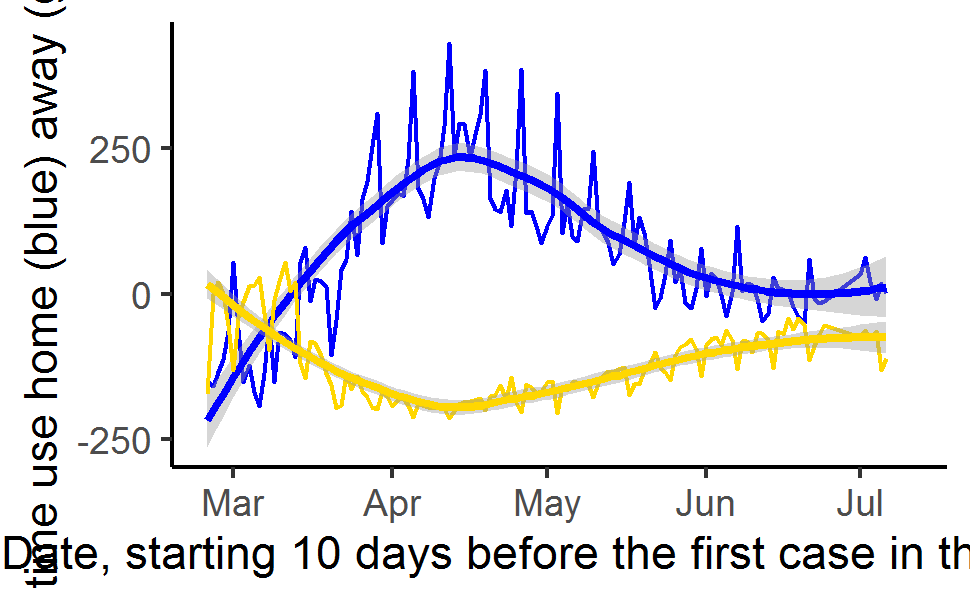 time use home (blue) away (
250
0
-250
Mar Apr May Jun Jul
Date, starting 10 days before the first case in